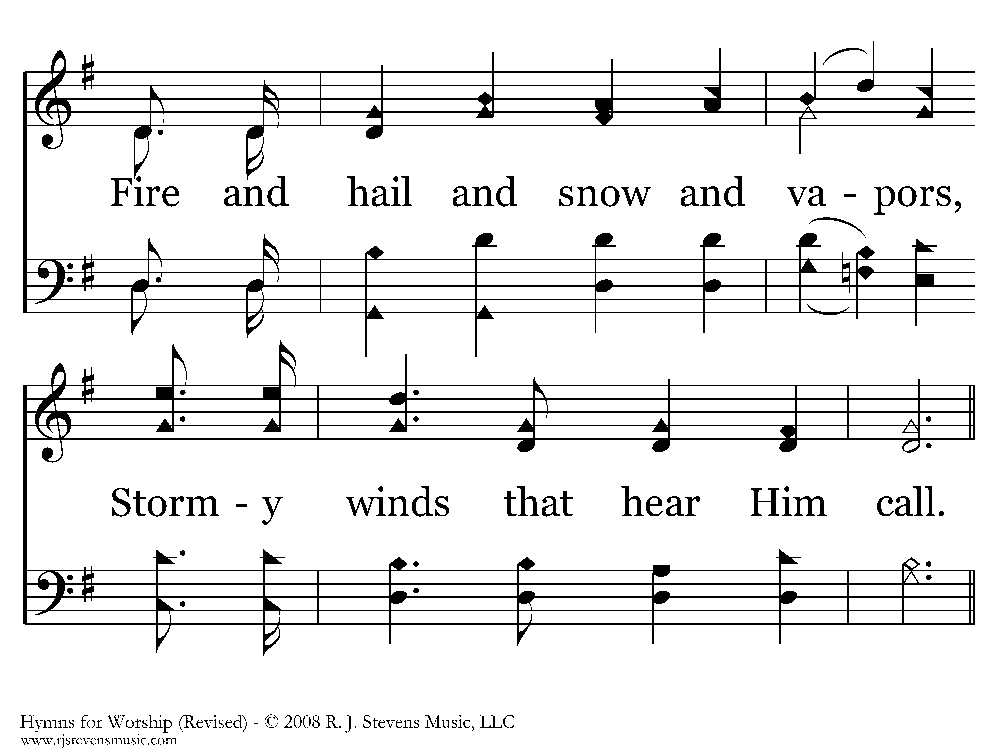 Fire and hail and snow and va - pors,
Storm - y winds that hear Him call.
Hymns for Worship (Revised) - © 2008 R. J. Stevens Music, LLC
www.rjstevensmusic.com